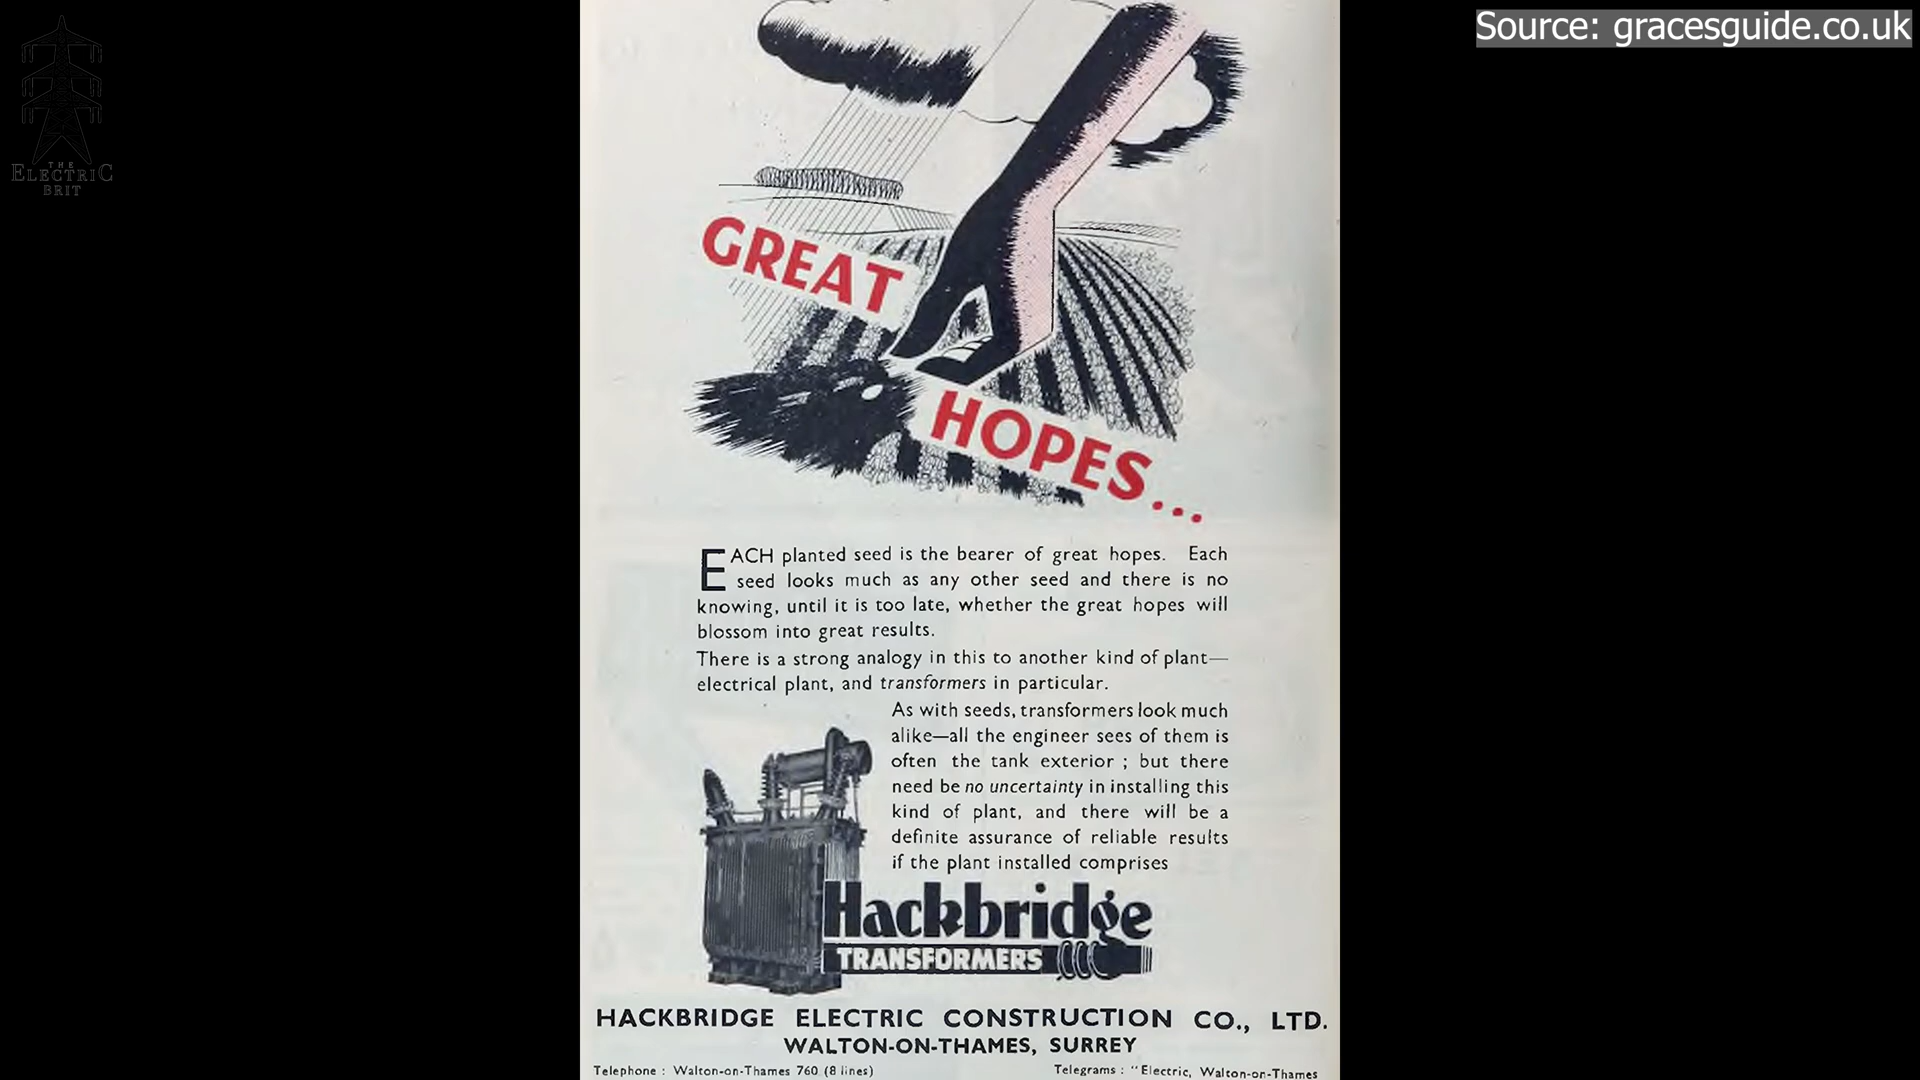 Source: gracesguide.co.uk
THE
ELECTRIC
BRIT
GREAT
HOPES...
EACH planted seed is the bearer of great hopes. Each
seed looks much as any other seed and there is no
knowing, until it is too late, whether the great hopes will
blossom into great results.
There is a strong analogy in this to another kind of plant—
electrical plant, and transformers in particular.
As with seeds, transformers look much
alike—all the engineer sees of them is
often the tank exterior ; but there
need be no uncertainty in installing this
kind of plant, and there will be a
definite assurance of reliable results
if the plant installed comprises
Hackbridge
TRANSFORMERS
HACKBRIDGE ELECTRIC CONSTRUCTION CO., LTD.
WALTON-ON-THAMES, SURREY
Telephone : Walton-on-Thames 760 (8 lines)
Telegrams : "Electric, Walton-on-Thames